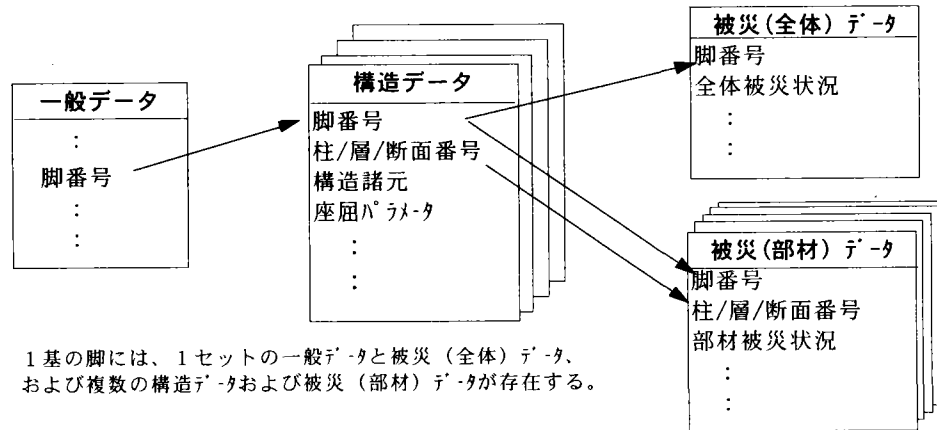 一般データ
:
脚番号
:
:
構造データ
脚番号
柱/層/断面番号
構造諸元
座屈ﾊﾟﾗﾒｰﾀ
:
:
:
被災(全体) ﾃﾞｰﾀ
脚番号
全体被災状況
:
:
被災(部材) ﾃﾞｰﾀ
脚番号
柱/層/断面番号
部材被災状況
:
:
1基の脚には、1セットの一般ﾃﾞｰﾀと被災（全体）ﾃﾞｰﾀ、
および複数の構造ﾃﾞｰﾀおよび被災（部材）ﾃﾞｰﾀが存在する。